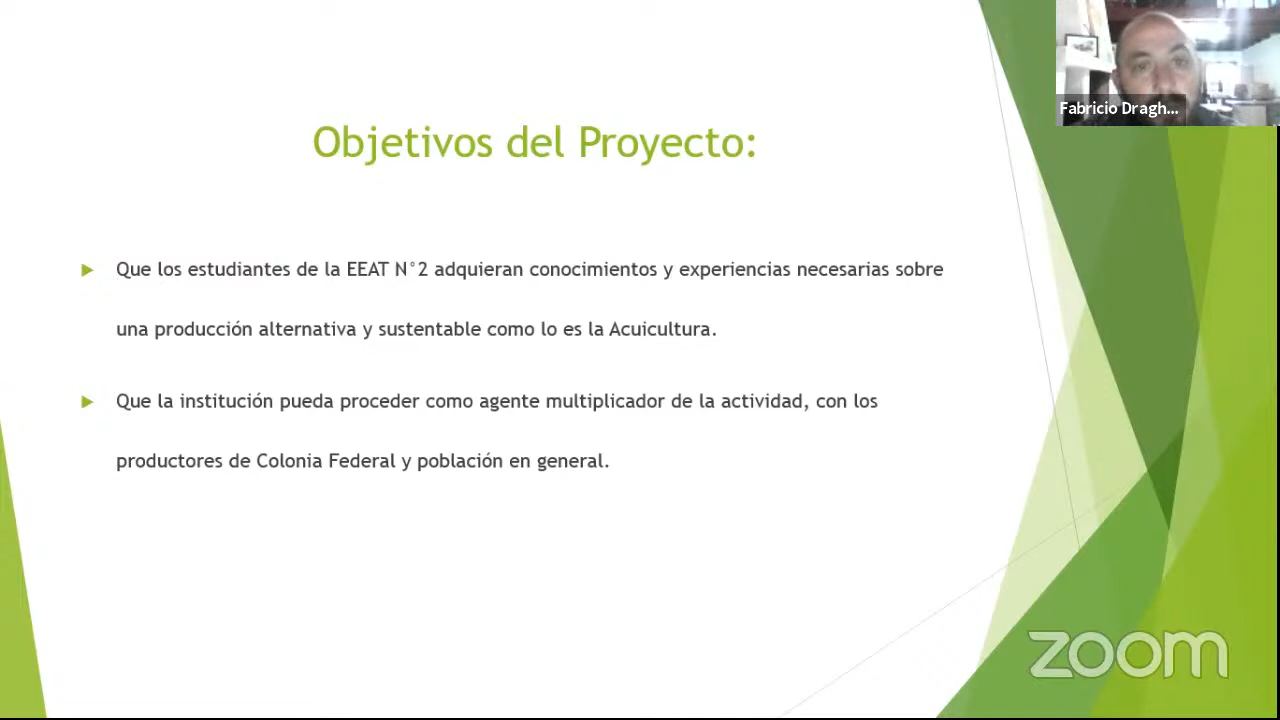 Fabricio Dragh...
Objetivos del Proyecto:
Que los estudiantes de la EEAT N°2 adquieran conocimientos y experiencias necesarias sobre
una producción alternativa y sustentable como lo es la Acuicultura.
Que la institución pueda proceder como agente multiplicador de la actividad, con los
productores de Colonia Federal y población en general.
zoom